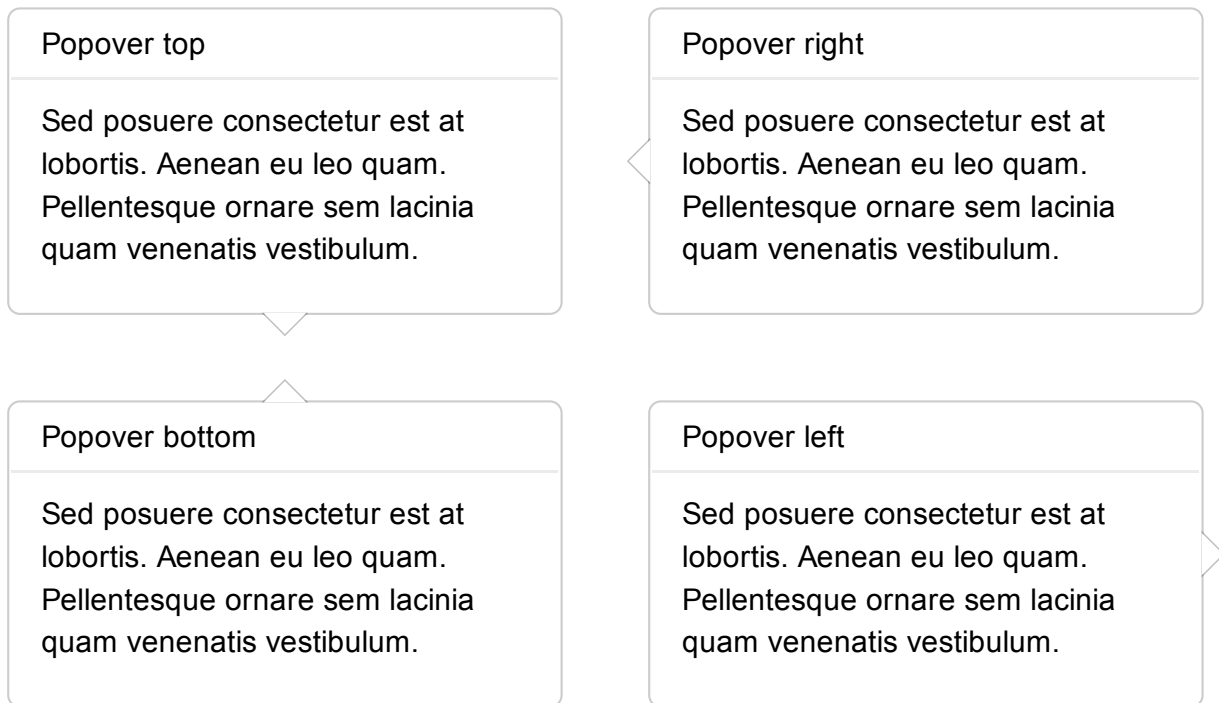 Popover top
Sed posuere consectetur est at
lobortis. Aenean eu leo quam.
Pellentesque ornare sem lacinia
quam venenatis vestibulum.
Popover right
Sed posuere consectetur est at
lobortis. Aenean eu leo quam.
Pellentesque ornare sem lacinia
quam venenatis vestibulum.
Popover bottom
Sed posuere consectetur est at
lobortis. Aenean eu leo quam.
Pellentesque ornare sem lacinia
quam venenatis vestibulum.
Popover left
Sed posuere consectetur est at
lobortis. Aenean eu leo quam.
Pellentesque ornare sem lacinia
quam venenatis vestibulum.